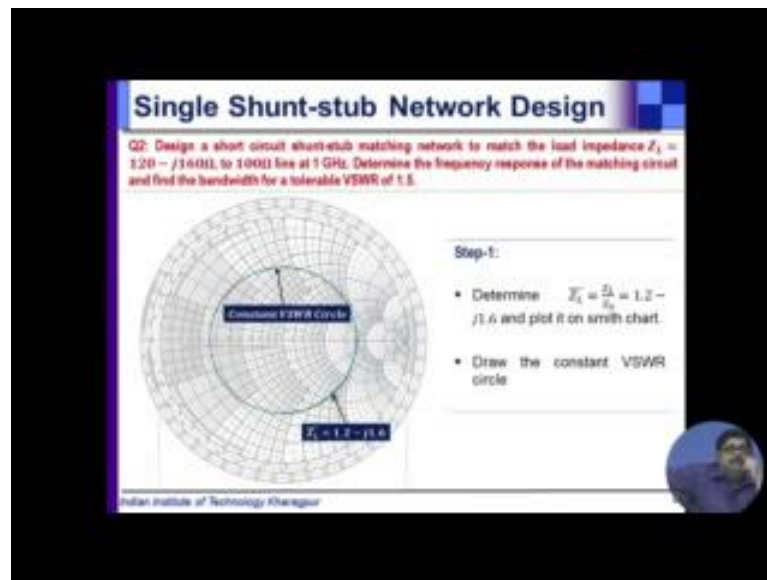 Single Shunt-stub Network Design
Q2: Design a short circuit shunt-stub matching network to match the load impedance Z_L =
120 − j160Ω, to 100Ω line at 1 GHz. Determine the frequency response of the matching circuit
and find the bandwidth for a tolerable VSWR of 1.5.
Step-1:
• Determine Z̅_L = Z_L/Z_0 = 1.2 −
j1.6 and plot it on smith chart.
Constant VSWR Circle
• Draw the constant VSWR
circle
Z̅_L = 1.2 − j1.6
Indian Institute of Technology Kharagpur